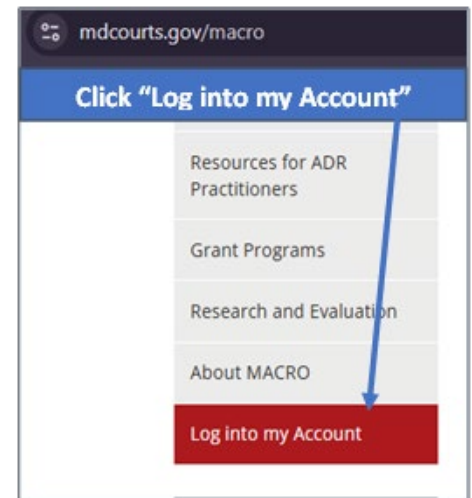 mdcourts.gov/macro
Click “Log into my Account”
Resources for ADR
Practitioners
Grant Programs
Research and Evaluation
About MACRO
Log into my Account